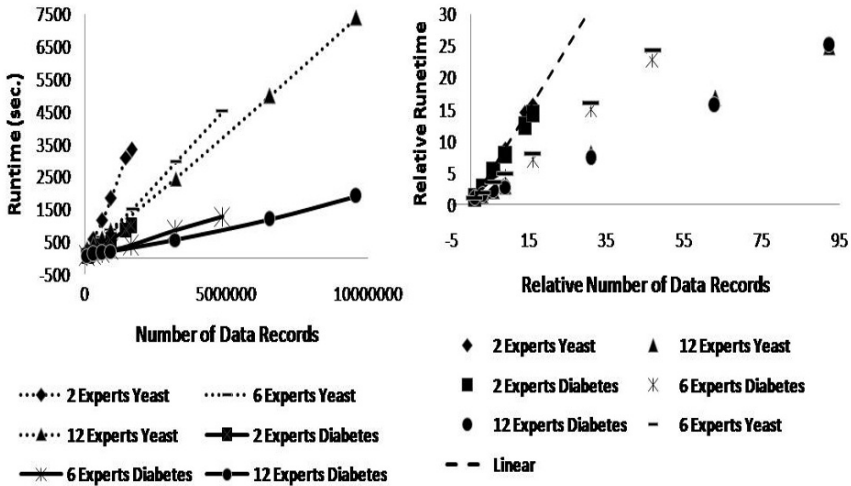 7500
6500
5500
4500
3500
2500
1500
500
-500
Runtime (sec.)
0
5000000
10000000
Number of Data Records
2 Experts Yeast
6 Experts Yeast
12 Experts Yeast
2 Experts Diabetes
6 Experts Diabetes
12 Experts Diabetes
30
25
20
15
10
5
0
Relative Runetime
-5
15
35
55
75
95
Relative Number of Data Records
2 Experts Yeast
12 Experts Yeast
2 Experts Diabetes
6 Experts Diabetes
12 Experts Diabetes
6 Experts Yeast
Linear